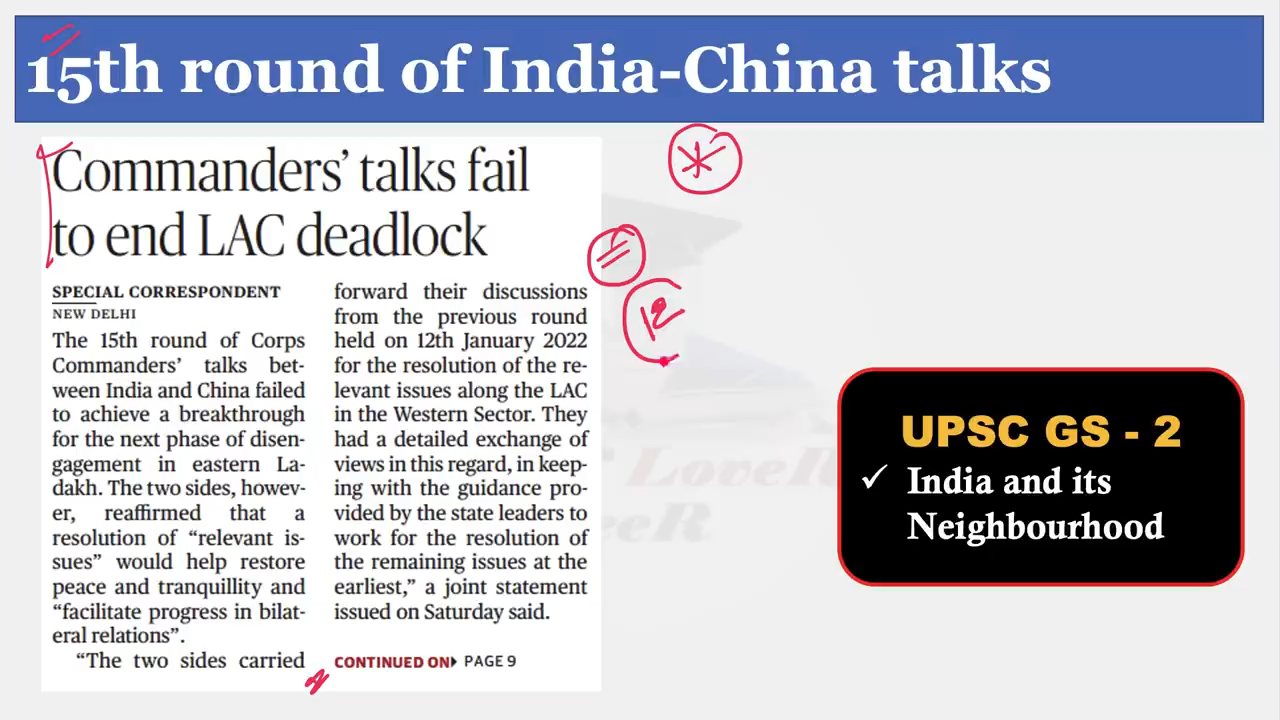 15th round of India-China talks
Commanders’ talks fail
to end LAC deadlock
SPECIAL CORRESPONDENT
NEW DELHI
The 15th round of Corps
Commanders’ talks bet-
ween India and China failed
to achieve a breakthrough
for the next phase of disen-
gagement in eastern La-
dakh. The two sides, howev-
er, reaffirmed that a
resolution of “relevant is-
sues” would help restore
peace and tranquillity and
“facilitate progress in bilat-
eral relations”.
“The two sides carried
forward their discussions
from the previous round
held on 12th January 2022
for the resolution of the re-
levant issues along the LAC
in the Western Sector. They
had a detailed exchange of
views in this regard, in keep-
ing with the guidance pro-
vided by the state leaders to
work for the resolution of
the remaining issues at the
earliest,” a joint statement
issued on Saturday said.
CONTINUED ON PAGE 9
12
UPSC GS - 2
✓ India and its
Neighbourhood